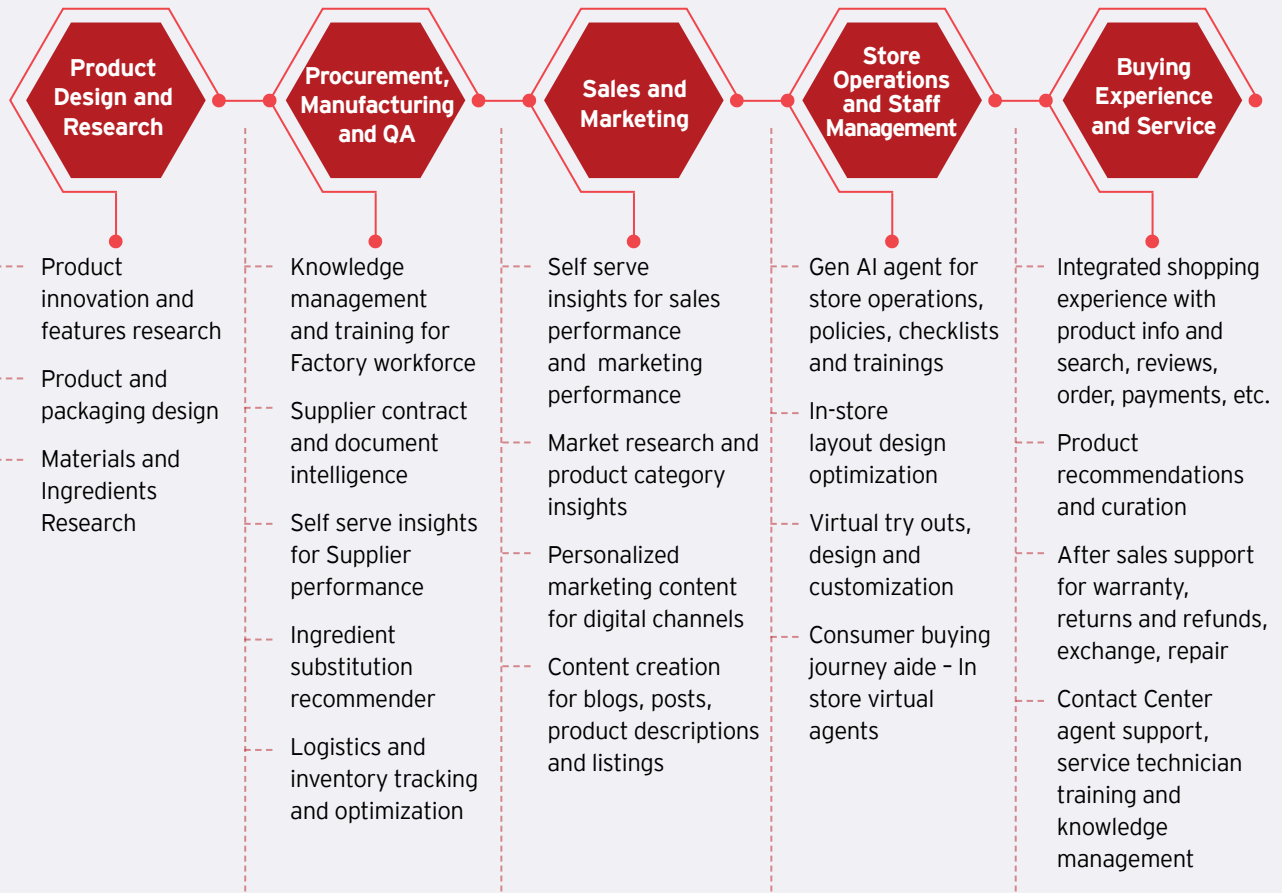 Product
Design and
Research
Procurement,
Manufacturing
and QA
Sales and
Marketing
Store
Operations
and Staff
Management
Buying
Experience
and Service
Product
innovation and
features research
Product and
packaging design
Materials and
Ingredients
Research
Knowledge
management
and training for
Factory workforce
Supplier contract
and document
intelligence
Self serve insights
for Supplier
performance
Ingredient
substitution
recommender
Logistics and
inventory tracking
and optimization
Self serve
insights for sales
performance
and marketing
performance
Market research and
product category
insights
Personalized
marketing content
for digital channels
Content creation
for blogs, posts,
product descriptions
and listings
Gen AI agent for
store operations,
policies, checklists
and trainings
In-store
layout design
optimization
Virtual try outs,
design and
customization
Consumer buying
journey aide – In
store virtual
agents
Integrated shopping
experience with
product info and
search, reviews,
order, payments, etc.
Product
recommendations
and curation
After sales support
for warranty,
returns and refunds,
exchange, repair
Contact Center
agent support,
service technician
training and
knowledge
management